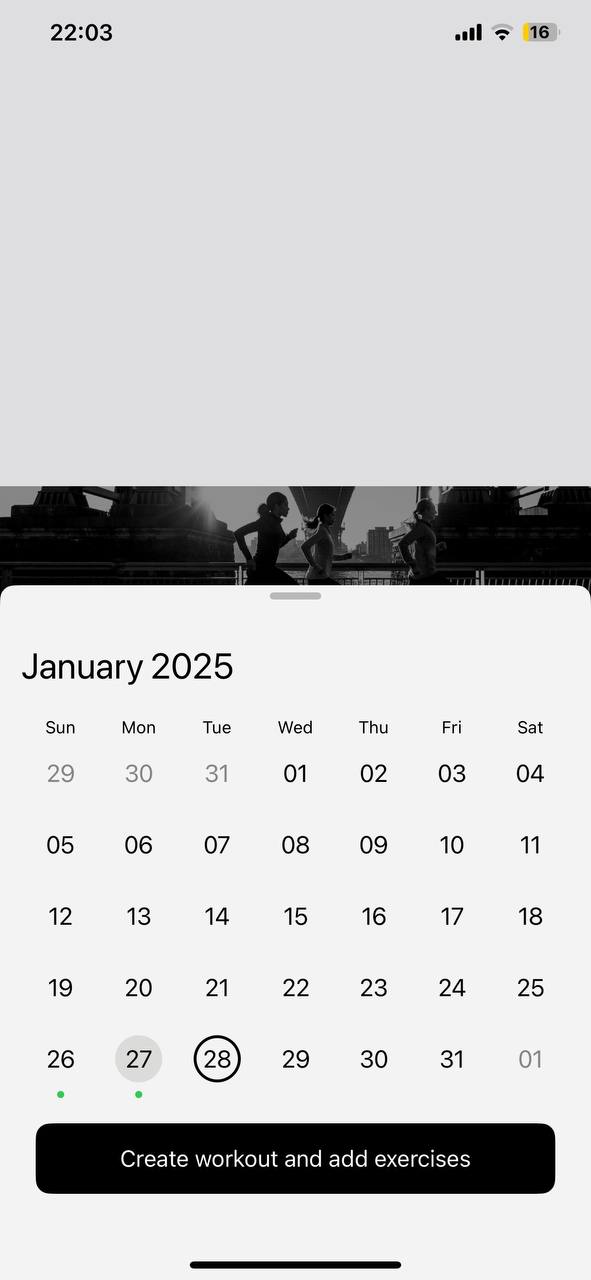 22:03 16
January 2025
Sun Mon Tue Wed Thu Fri Sat
29 30 31 01 02 03 04
05 06 07 08 09 10 11
12 13 14 15 16 17 18
19 20 21 22 23 24 25
26 27 28 29 30 31 01
Create workout and add exercises